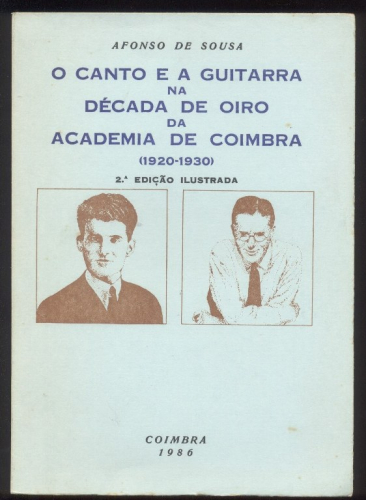 AFONSO DE SOUSA
O CANTO E A GUITARRA
NA
DÉCADA DE OIRO
DA
ACADEMIA DE COIMBRA
(1920-1930)
2.ª EDIÇÃO ILUSTRADA
COIMBRA
1986